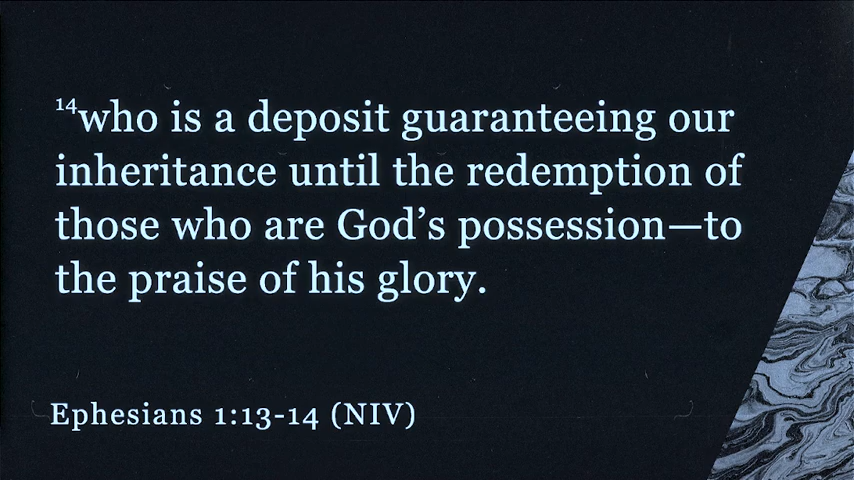 ¹⁴who is a deposit guaranteeing our
inheritance until the redemption of
those who are God’s possession—to
the praise of his glory.
Ephesians 1:13-14 (NIV)